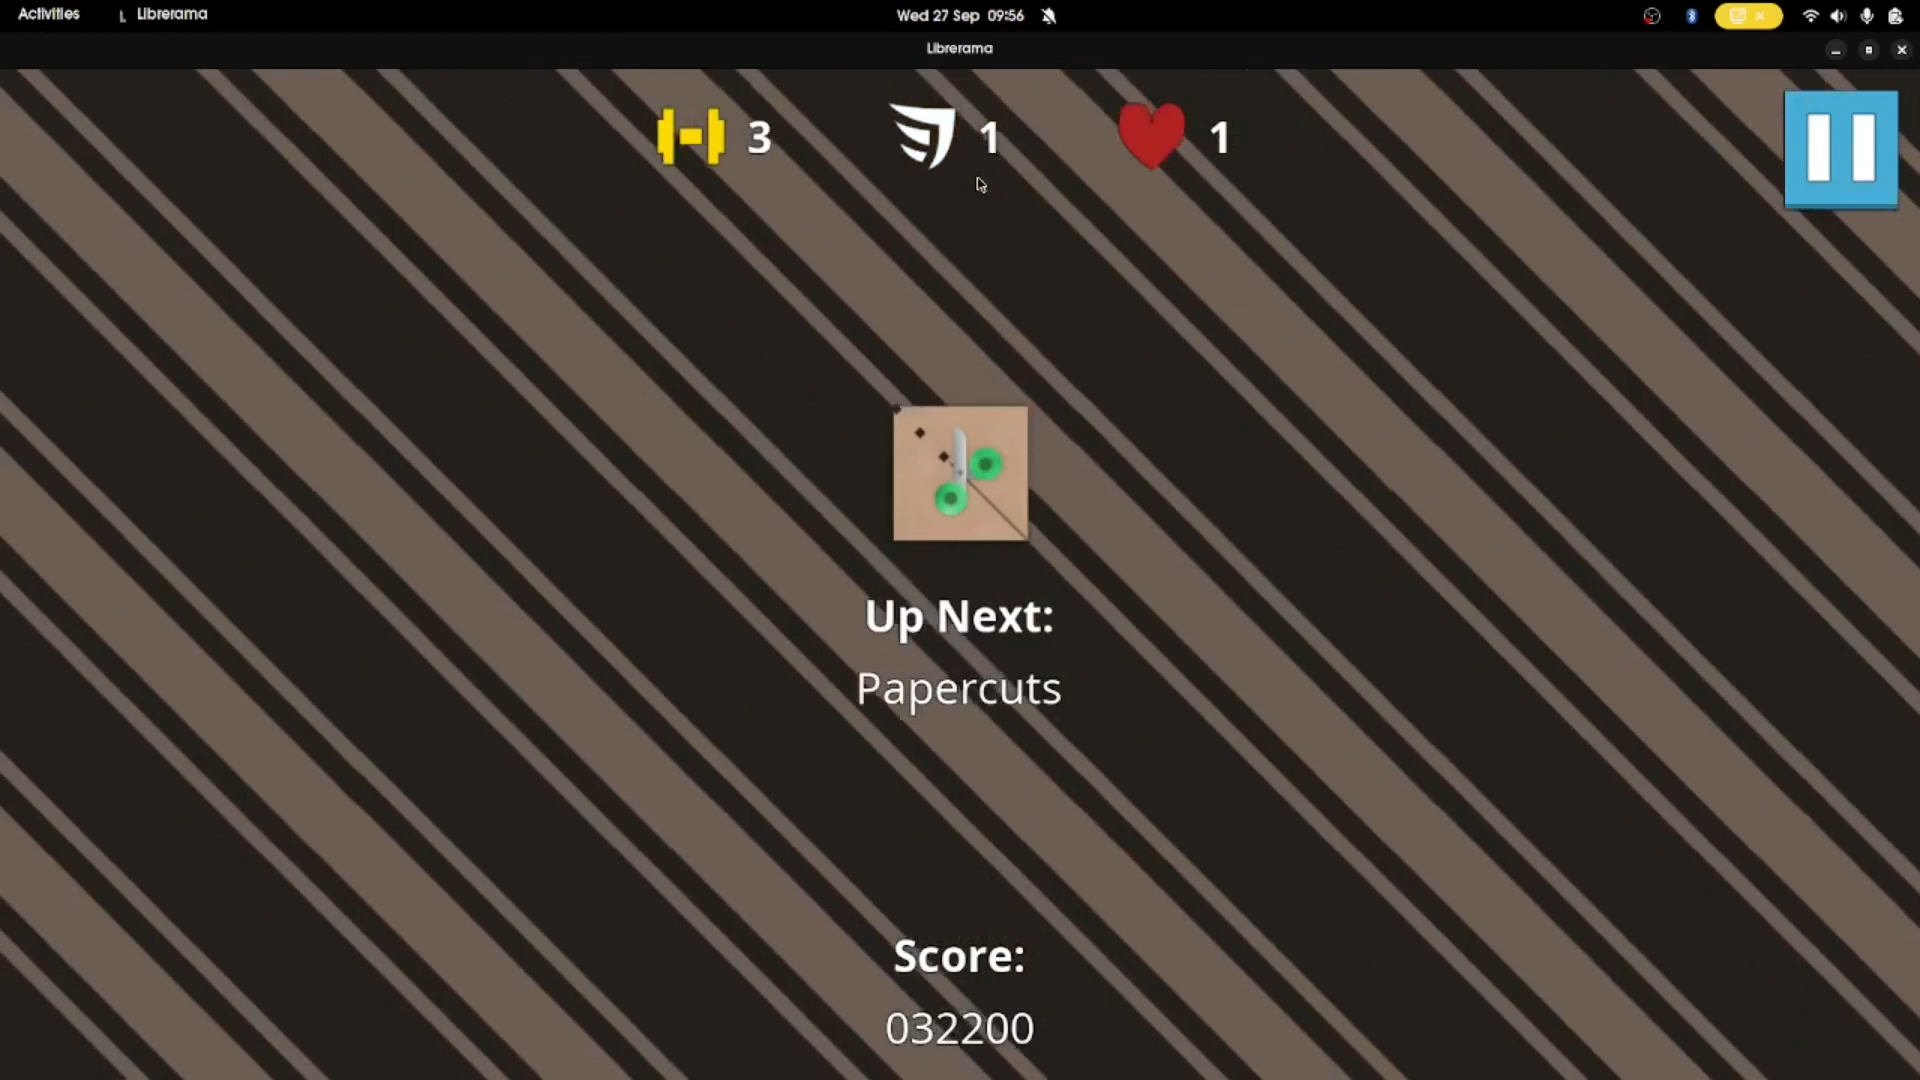 Activities
Librerama
Wed 27 Sep 09:56
Librerama
3
1
1
Up Next:
Papercuts
Score:
032200